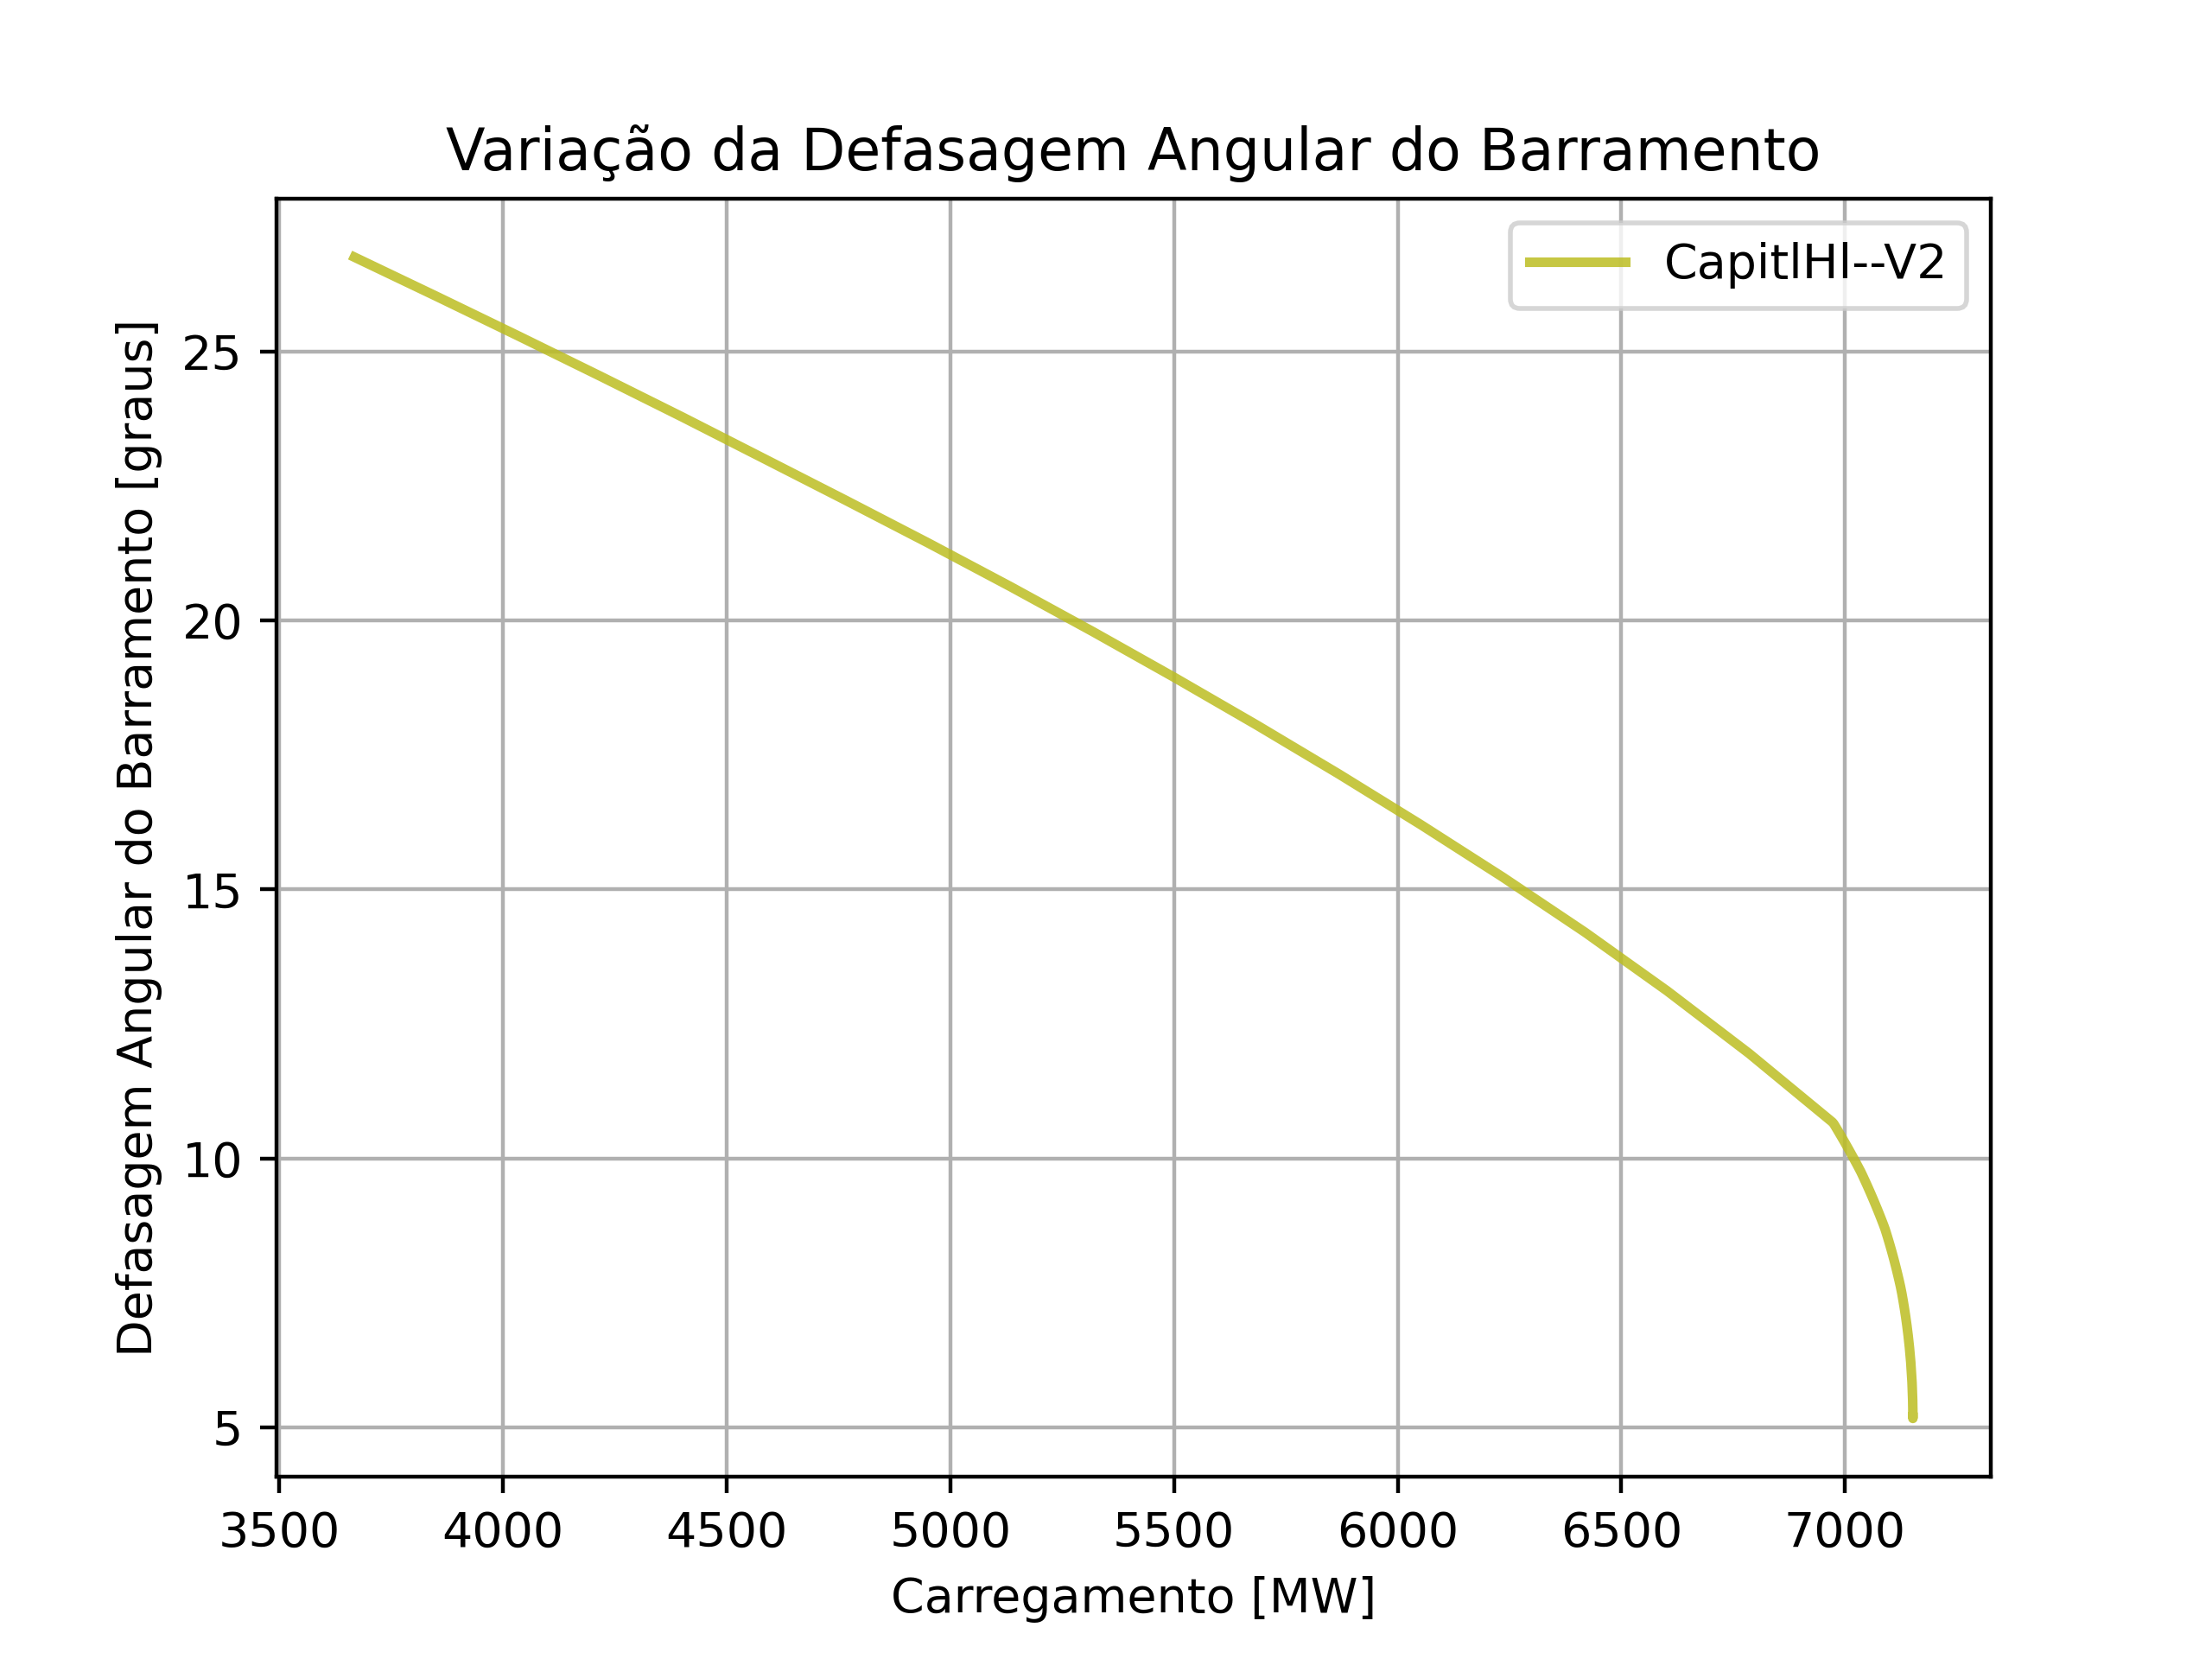 Variação da Defasagem Angular do Barramento
CapitlHl--V2
Defasagem Angular do Barramento [graus]
25
20
15
10
5
3500 4000 4500 5000 5500 6000 6500 7000
Carregamento [MW]